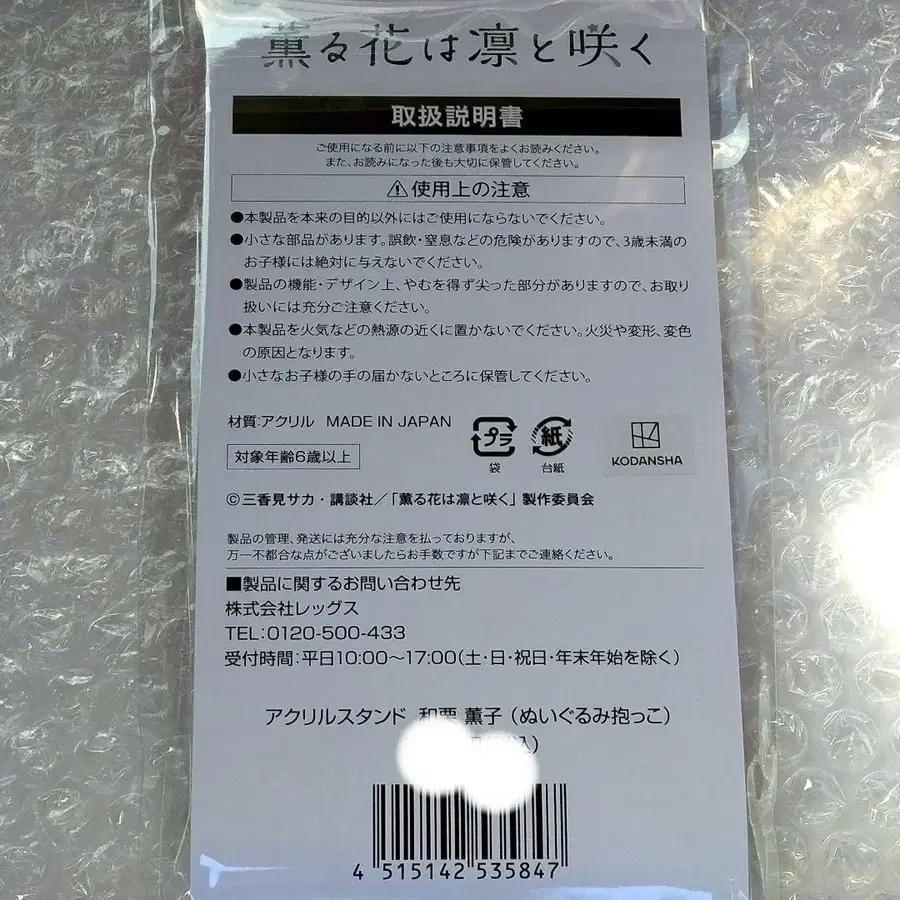 薫る花は凛と咲く
取扱説明書
ご使用になる前に以下の注意事項をよくお読みください。
また、お読みになった後も大切に保管してください。
⚠使用上の注意
●本製品を本来の目的以外にはご使用にならないでください。
●小さな部品があります。誤飲・窒息などの危険がありますので、3歳未満の
お子様には絶対に与えないでください。
●製品の機能・デザイン上、やむを得ず尖った部分がありますので、お取り
扱いには充分ご注意ください。
●本製品を火気などの熱源の近くに置かないでください。火災や変形、変色
の原因となります。
●小さなお子様の手の届かないところに保管してください。
材質:アクリル MADE IN JAPAN
プラ
袋
紙
台紙
KODANSHA
対象年齢6歳以上
©三香見サカ・講談社/「薫る花は凛と咲く」製作委員会
製品の管理、発送には充分な注意を払っておりますが、
万一不都合な点がございましたらお手数ですが下記までご連絡ください。
■製品に関するお問い合わせ先
株式会社レッグス
TEL:0120-500-433
受付時間:平日10:00〜17:00(土・日・祝日・年末年始を除く)
アクリルスタンド 和栗 薫子(ぬいぐるみ抱っこ)
4 515142 535847